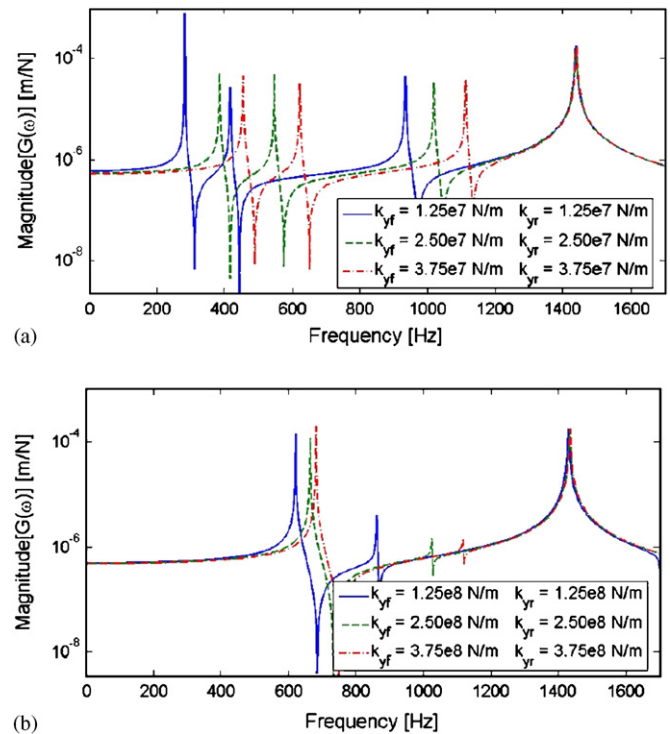 10⁻⁴
10⁻⁶
10⁻⁸
Magnitude[G(ω)] [m/N]
k_yf = 1.25e7 N/m k_yr = 1.25e7 N/m
k_yf = 2.50e7 N/m k_yr = 2.50e7 N/m
k_yf = 3.75e7 N/m k_yr = 3.75e7 N/m
0 200 400 600 800 1000 1200 1400 1600
(a)
Frequency [Hz]
10⁻⁴
10⁻⁶
10⁻⁸
Magnitude[G(ω)] [m/N]
k_yf = 1.25e8 N/m k_yr = 1.25e8 N/m
k_yf = 2.50e8 N/m k_yr = 2.50e8 N/m
k_yf = 3.75e8 N/m k_yr = 3.75e8 N/m
0 200 400 600 800 1000 1200 1400 1600
(b)
Frequency [Hz]